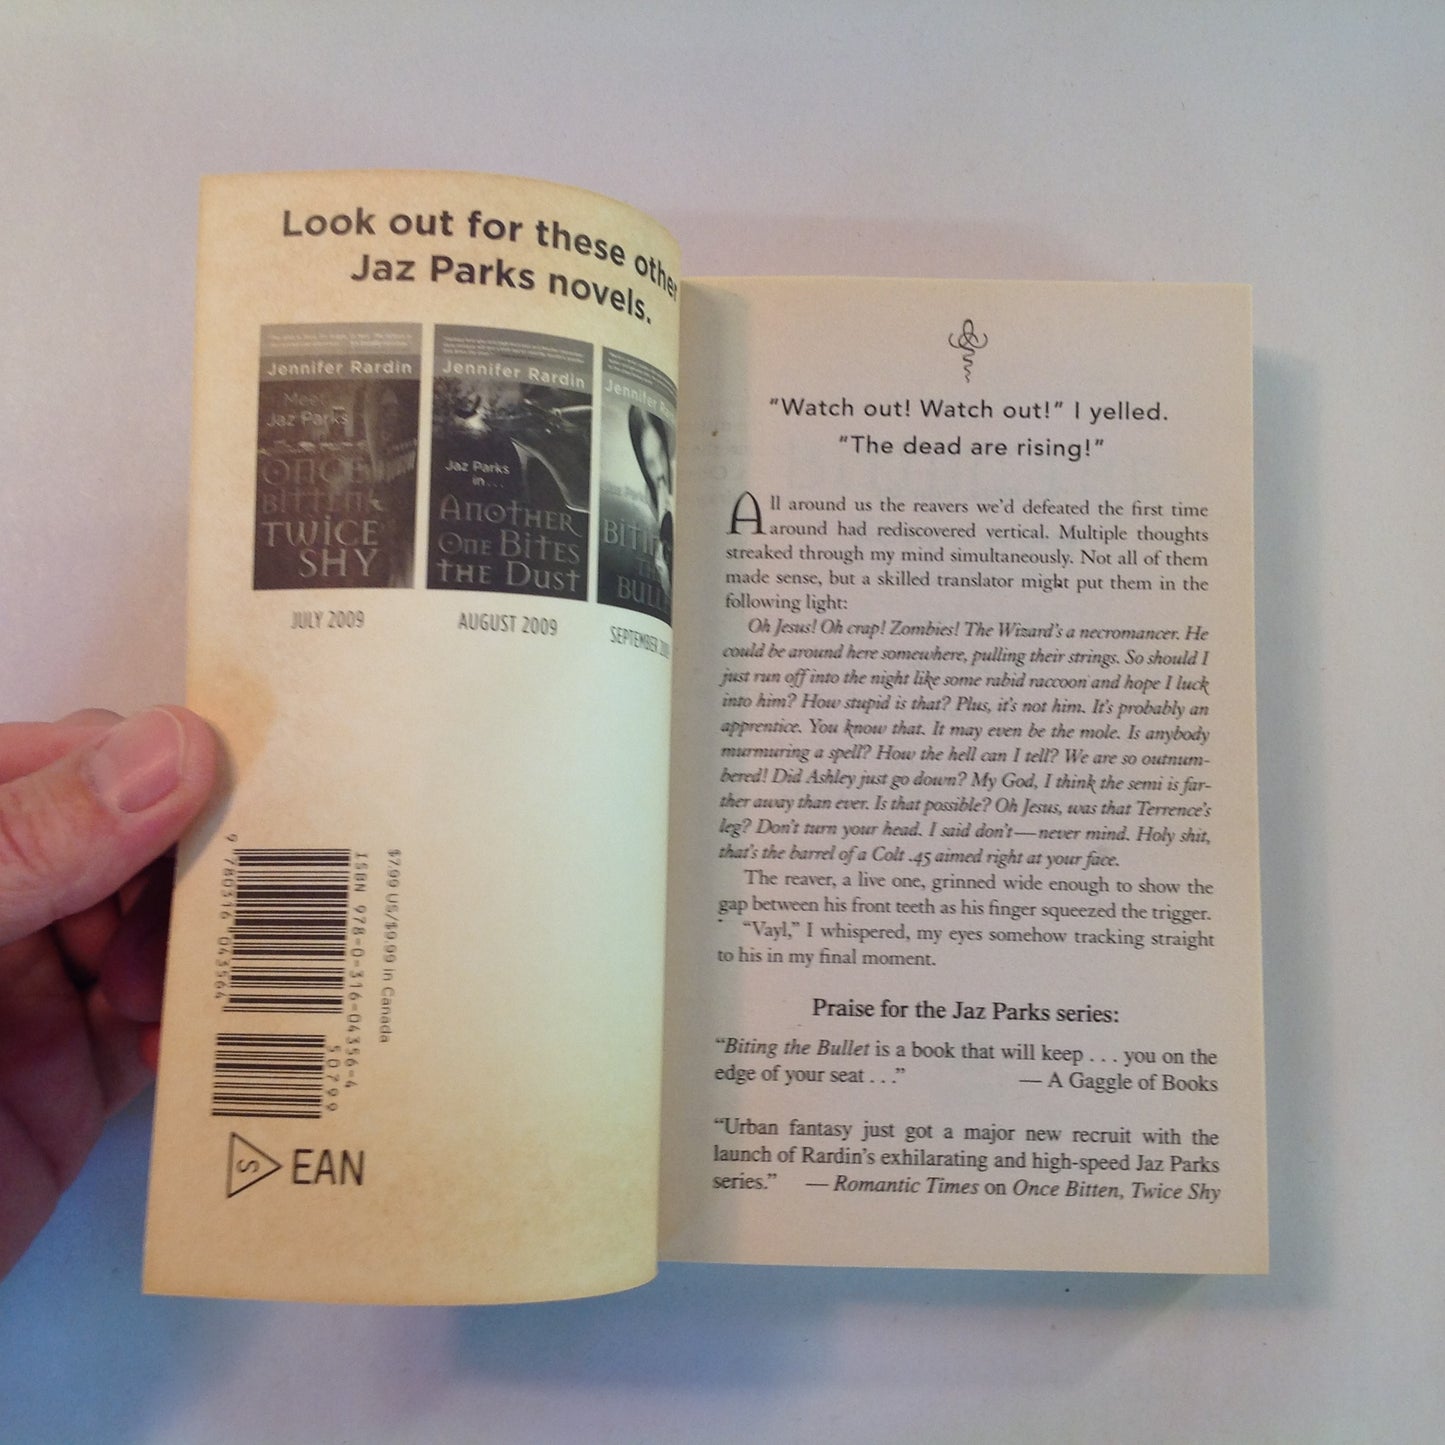 Look out for these other
Jaz Parks novels.
Jennifer Rardin
Meet
Jaz Parks
ONCE
BITTEN,
TWICE
SHY
JULY 2009
Jennifer Rardin
Jaz Parks
in...
ANOTHER
ONE BITES
THE DUST
AUGUST 2009
Jennifer
BITING
THE
BULL
SEPTEMBER
$7.99 US/$9.99 in Canada
ISBN 978-0-316-04356-4
9 780316 043564
50799
S EAN
"Watch out! Watch out!" I yelled.
"The dead are rising!"
All around us the reavers we'd defeated the first time
around had rediscovered vertical. Multiple thoughts
streaked through my mind simultaneously. Not all of them
made sense, but a skilled translator might put them in the
following light:
Oh Jesus! Oh crap! Zombies! The Wizard's a necromancer. He
could be around here somewhere, pulling their strings. So should I
just run off into the night like some rabid raccoon and hope I luck
into him? How stupid is that? Plus, it's not him. It's probably an
apprentice. You know that. It may even be the mole. Is anybody
murmuring a spell? How the hell can I tell? We are so outnum-
bered! Did Ashley just go down? My God, I think the semi is far-
ther away than ever. Is that possible? Oh Jesus, was that Terrence's
leg? Don't turn your head. I said don't—never mind. Holy shit,
that's the barrel of a Colt .45 aimed right at your face.
The reaver, a live one, grinned wide enough to show the
gap between his front teeth as his finger squeezed the trigger.
"Vayl," I whispered, my eyes somehow tracking straight
to his in my final moment.
Praise for the Jaz Parks series:
"Biting the Bullet is a book that will keep . . . you on the
edge of your seat . . ." — A Gaggle of Books
"Urban fantasy just got a major new recruit with the
launch of Rardin's exhilarating and high-speed Jaz Parks
series." — Romantic Times on Once Bitten, Twice Shy